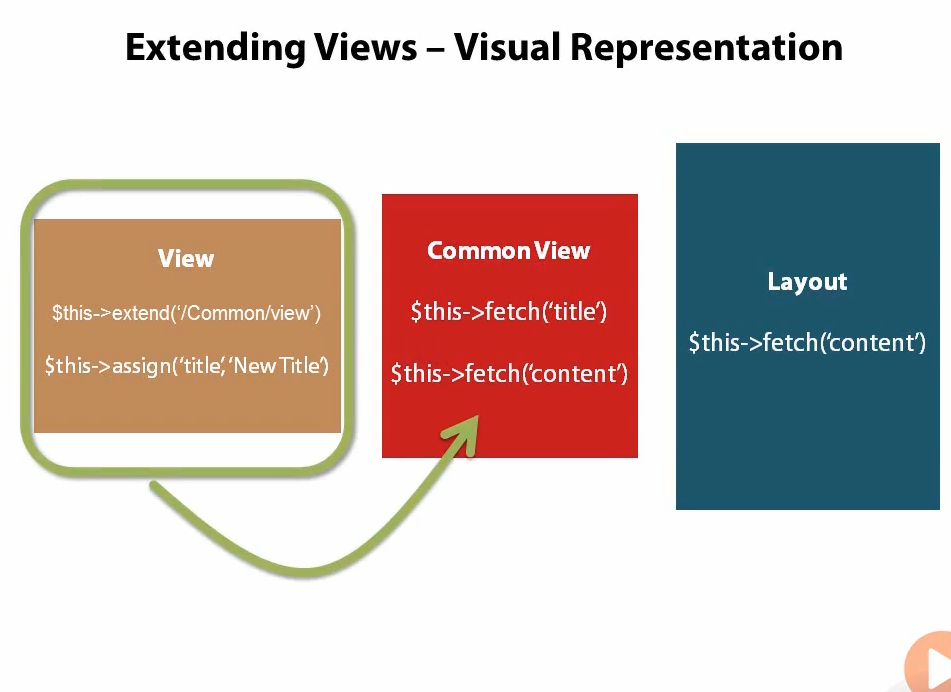 Extending Views – Visual Representation
View
$this->extend(‘/Common/view’)
$this->assign(‘title’, ‘New Title’)
Common View
$this->fetch(‘title’)
$this->fetch(‘content’)
Layout
$this->fetch(‘content’)